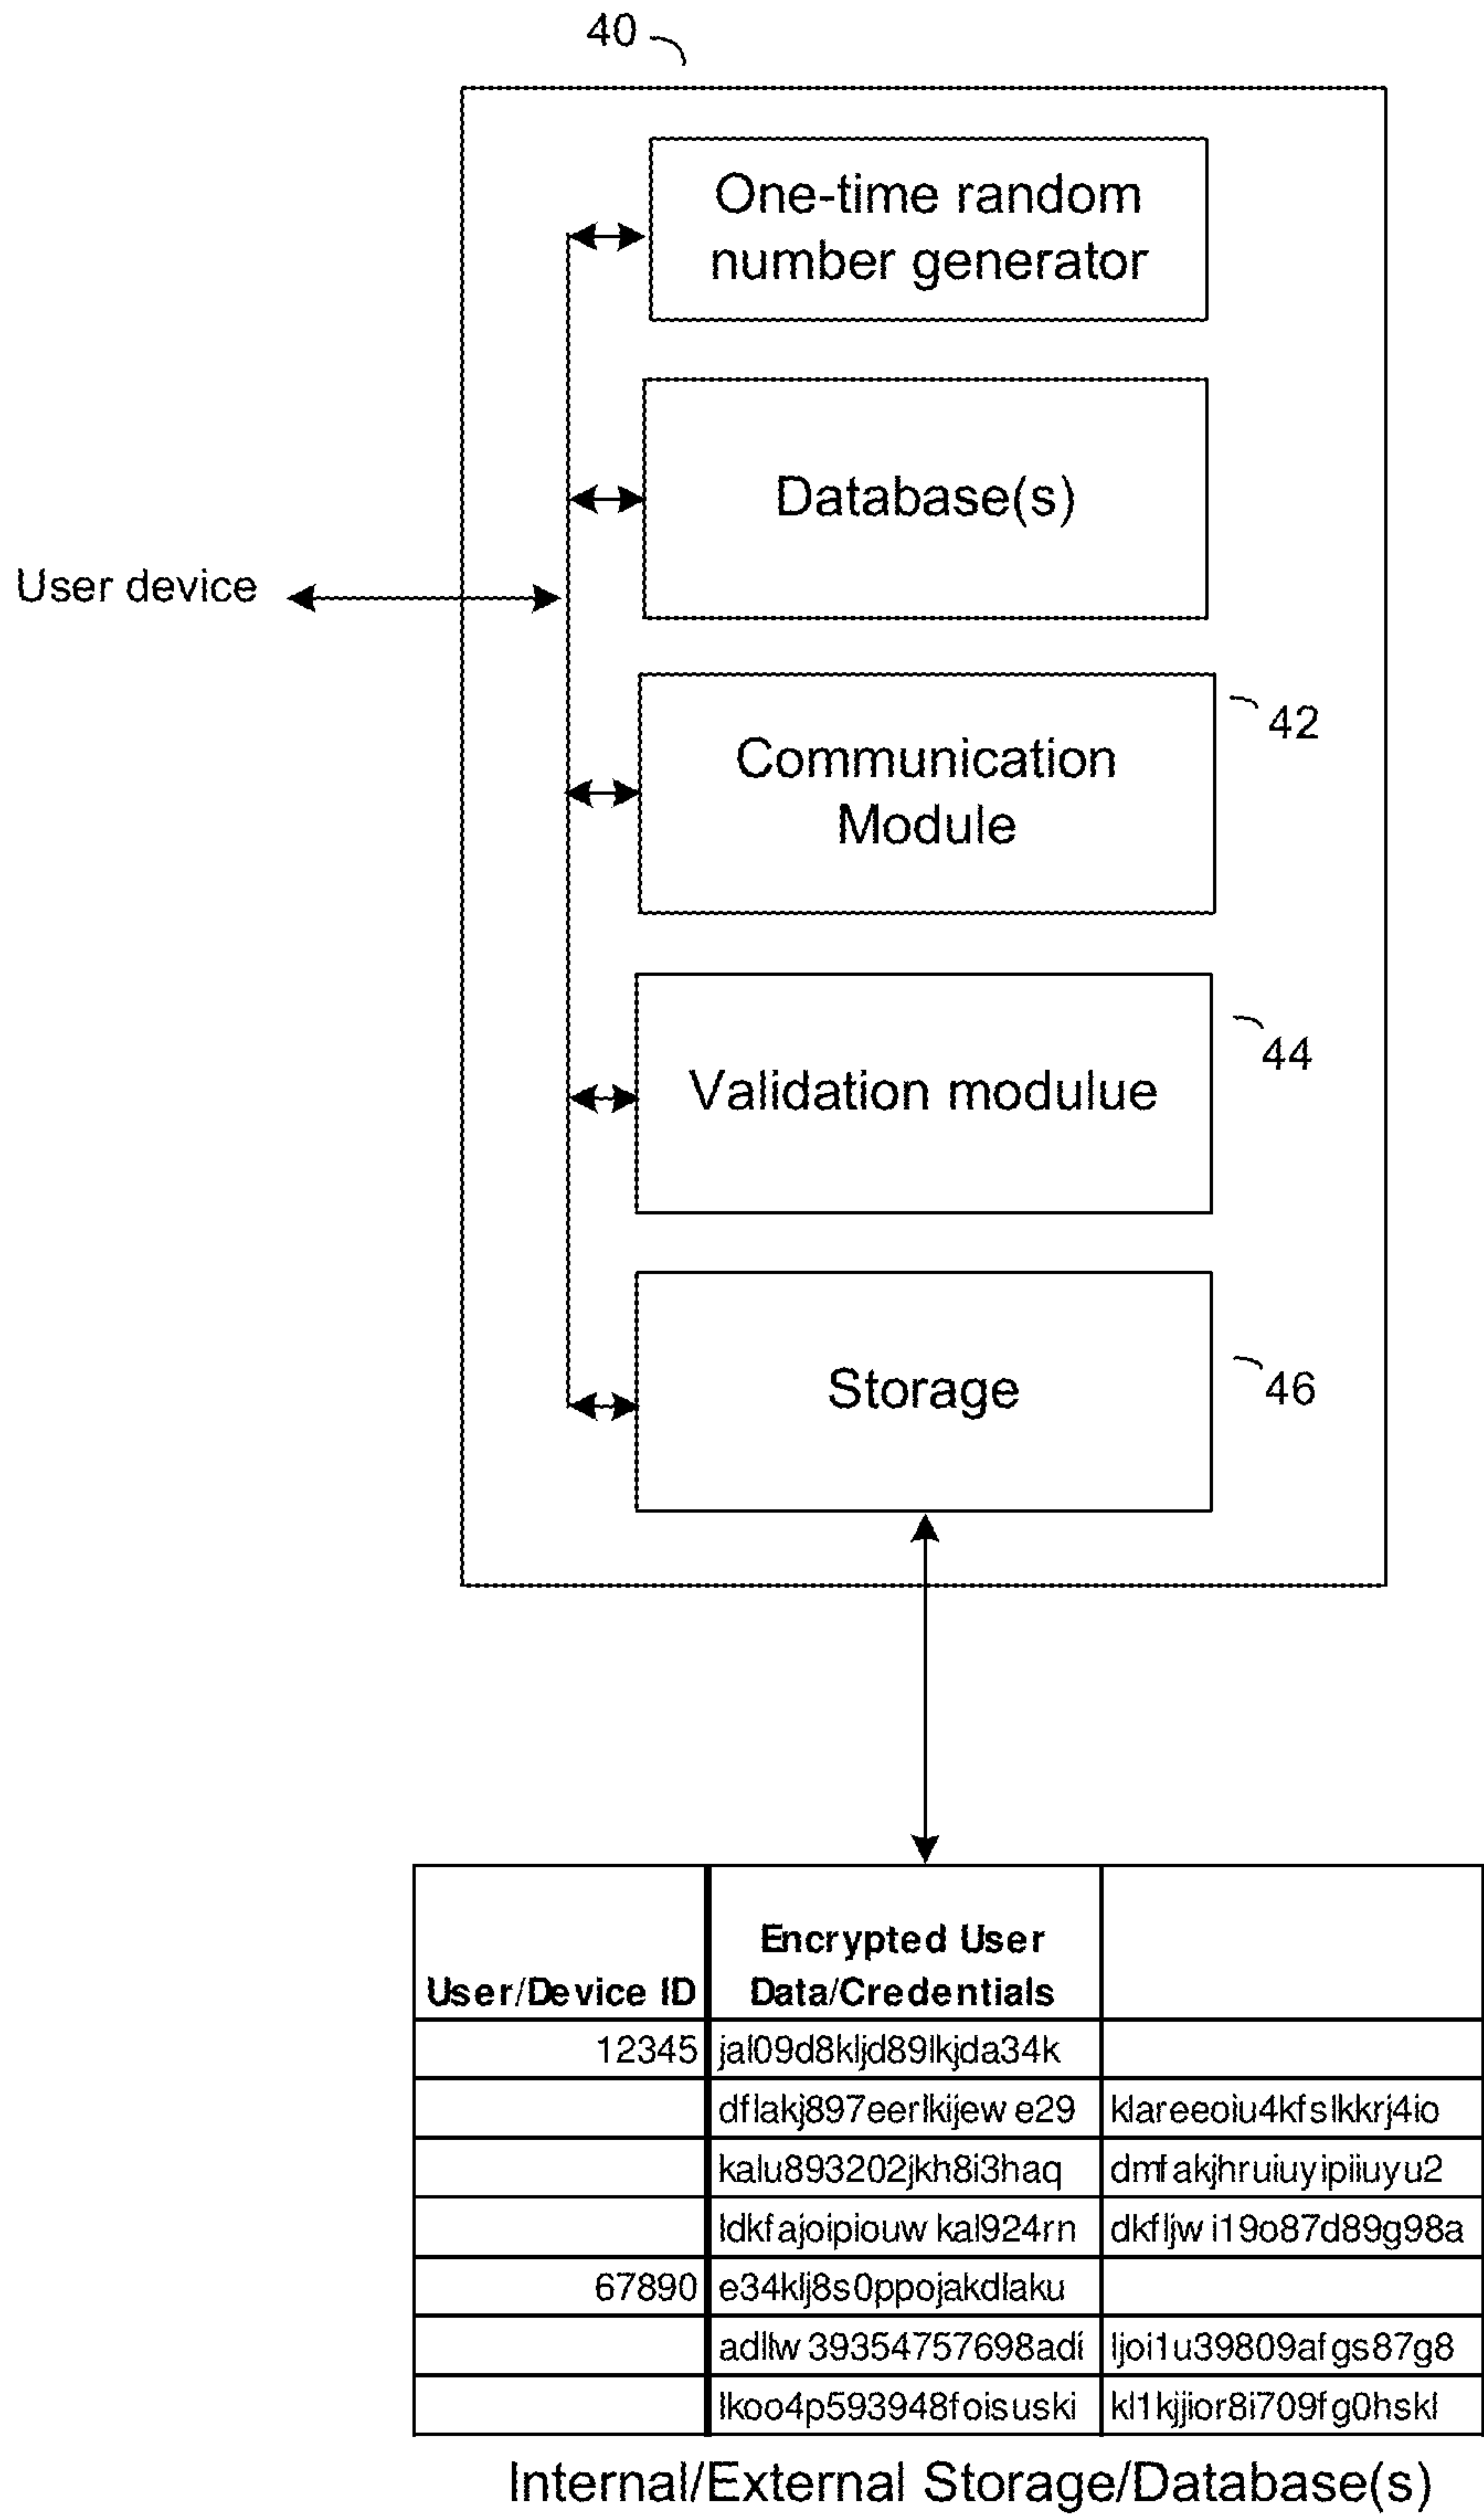 40
One-time random
number generator
Database(s)
User device
42
Communication
Module
44
Validation modulue
46
Storage
Encrypted User
User/Device ID Data/Credentials
12345 jal09d8kljd89lkjda34k
dflakj897eerlkijew e29 klareeoiu4kfslkkrj4io
kalu893202jkh8i3haq dmfakjhruiuyipiiuyu2
ldkfajoipiouw kal924rn dkfljw i19o87d89g98a
67890 e34klj8s0ppojakdlaku
adllw 39354757698adi ljoi1u39809afgs87g8
lkoo4p593948foisuski kl1kjjior8i709fg0hskl
Internal/External Storage/Database(s)